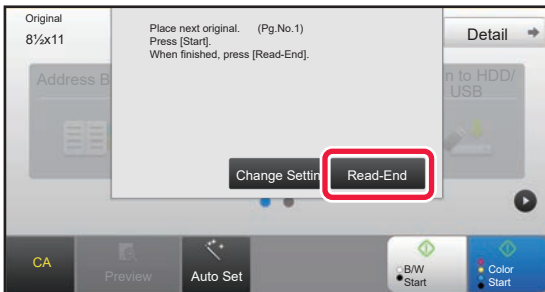 Original
8½x11
Place next original. (Pg.No.1)
Press [Start].
When finished, press [Read-End].
Detail
Address B
n to HDD/
USB
Change Settin
Read-End
CA
Preview
Auto Set
B/W
Start
Color
Start